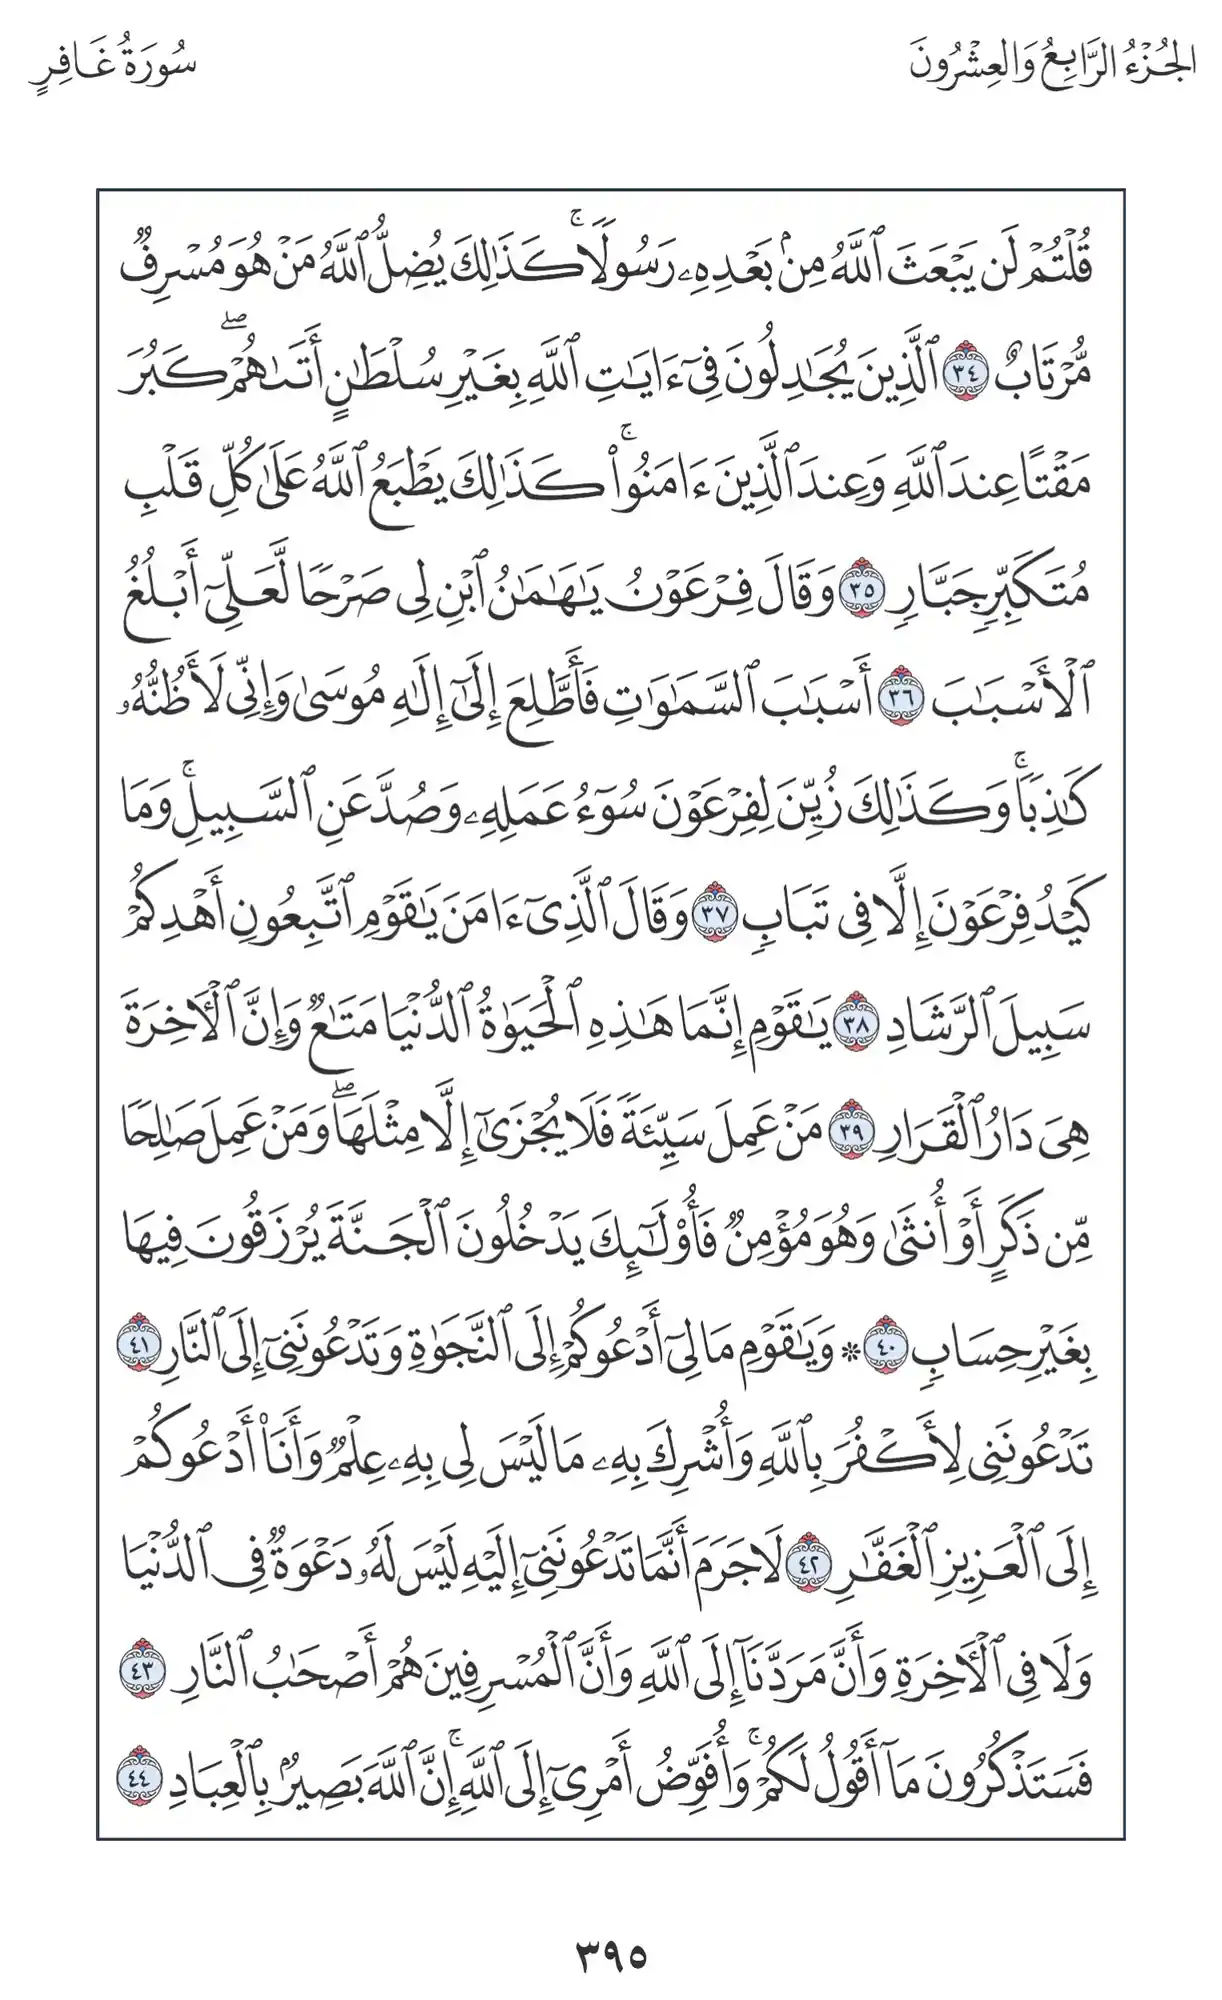 الجُزْءُ الرَّابِعُ وَالعِشْرُونَ
سُورَةُ غَافِرٍ
قُلْتُمْ لَن يَبْعَثَ ٱللَّهُ مِنۢ بَعْدِهِۦ رَسُولًاۚ كَذَٰلِكَ يُضِلُّ ٱللَّهُ مَنْ هُوَ مُسْرِفٌ
مُّرْتَابٌ ٣٤ ٱلَّذِينَ يُجَٰدِلُونَ فِىٓ ءَايَٰتِ ٱللَّهِ بِغَيْرِ سُلْطَٰنٍ أَتَىٰهُمْۖ كَبُرَ
مَقْتًا عِندَ ٱللَّهِ وَعِندَ ٱلَّذِينَ ءَامَنُوا۟ۚ كَذَٰلِكَ يَطْبَعُ ٱللَّهُ عَلَىٰ كُلِّ قَلْبِ
مُتَكَبِّرٍ جَبَّارٍ ٣٥ وَقَالَ فِرْعَوْنُ يَٰهَٰمَٰنُ ٱبْنِ لِى صَرْحًا لَّعَلِّىٓ أَبْلُغُ
ٱلْأَسْبَٰبَ ٣٦ أَسْبَٰبَ ٱلسَّمَٰوَٰتِ فَأَطَّلِعَ إِلَىٰٓ إِلَٰهِ مُوسَىٰ وَإِنِّى لَأَظُنُّهُۥ
كَٰذِبًاۚ وَكَذَٰلِكَ زُيِّنَ لِفِرْعَوْنَ سُوٓءُ عَمَلِهِۦ وَصُدَّ عَنِ ٱلسَّبِيلِۚ وَمَا
كَيْدُ فِرْعَوْنَ إِلَّا فِى تَبَابٍ ٣٧ وَقَالَ ٱلَّذِىٓ ءَامَنَ يَٰقَوْمِ ٱتَّبِعُونِ أَهْدِكُمْ
سَبِيلَ ٱلرَّشَادِ ٣٨ يَٰقَوْمِ إِنَّمَا هَٰذِهِ ٱلْحَيَوٰةُ ٱلدُّنْيَا مَتَٰعٌ وَإِنَّ ٱلْأَخِرَةَ
هِىَ دَارُ ٱلْقَرَارِ ٣٩ مَنْ عَمِلَ سَيِّئَةً فَلَا يُجْزَىٰٓ إِلَّا مِثْلَهَاۖ وَمَنْ عَمِلَ صَٰلِحًا
مِّن ذَكَرٍ أَوْ أُنثَىٰ وَهُوَ مُؤْمِنٌ فَأُو۟لَٰٓئِكَ يَدْخُلُونَ ٱلْجَنَّةَ يُرْزَقُونَ فِيهَا
بِغَيْرِ حِسَابٍ ٤٠ * وَيَٰقَوْمِ مَا لِىٓ أَدْعُوكُمْ إِلَى ٱلنَّجَوٰةِ وَتَدْعُونَنِىٓ إِلَى ٱلنَّارِ ٤١
تَدْعُونَنِى لِأَكْفُرَ بِٱللَّهِ وَأُشْرِكَ بِهِۦ مَا لَيْسَ لِى بِهِۦ عِلْمٌ وَأَنَا۠ أَدْعُوكُمْ
إِلَى ٱلْعَزِيزِ ٱلْغَفَّٰرِ ٤٢ لَا جَرَمَ أَنَّمَا تَدْعُونَنِىٓ إِلَيْهِ لَيْسَ لَهُۥ دَعْوَةٌ فِى ٱلدُّنْيَا
وَلَا فِى ٱلْأَخِرَةِ وَأَنَّ مَرَدَّنَآ إِلَى ٱللَّهِ وَأَنَّ ٱلْمُسْرِفِينَ هُمْ أَصْحَٰبُ ٱلنَّارِ ٤٣
فَسَتَذْكُرُونَ مَآ أَقُولُ لَكُمْۚ وَأُفَوِّضُ أَمْرِىٓ إِلَى ٱللَّهِۚ إِنَّ ٱللَّهَ بَصِيرٌۢ بِٱلْعِبَادِ ٤٤
٣٩٥